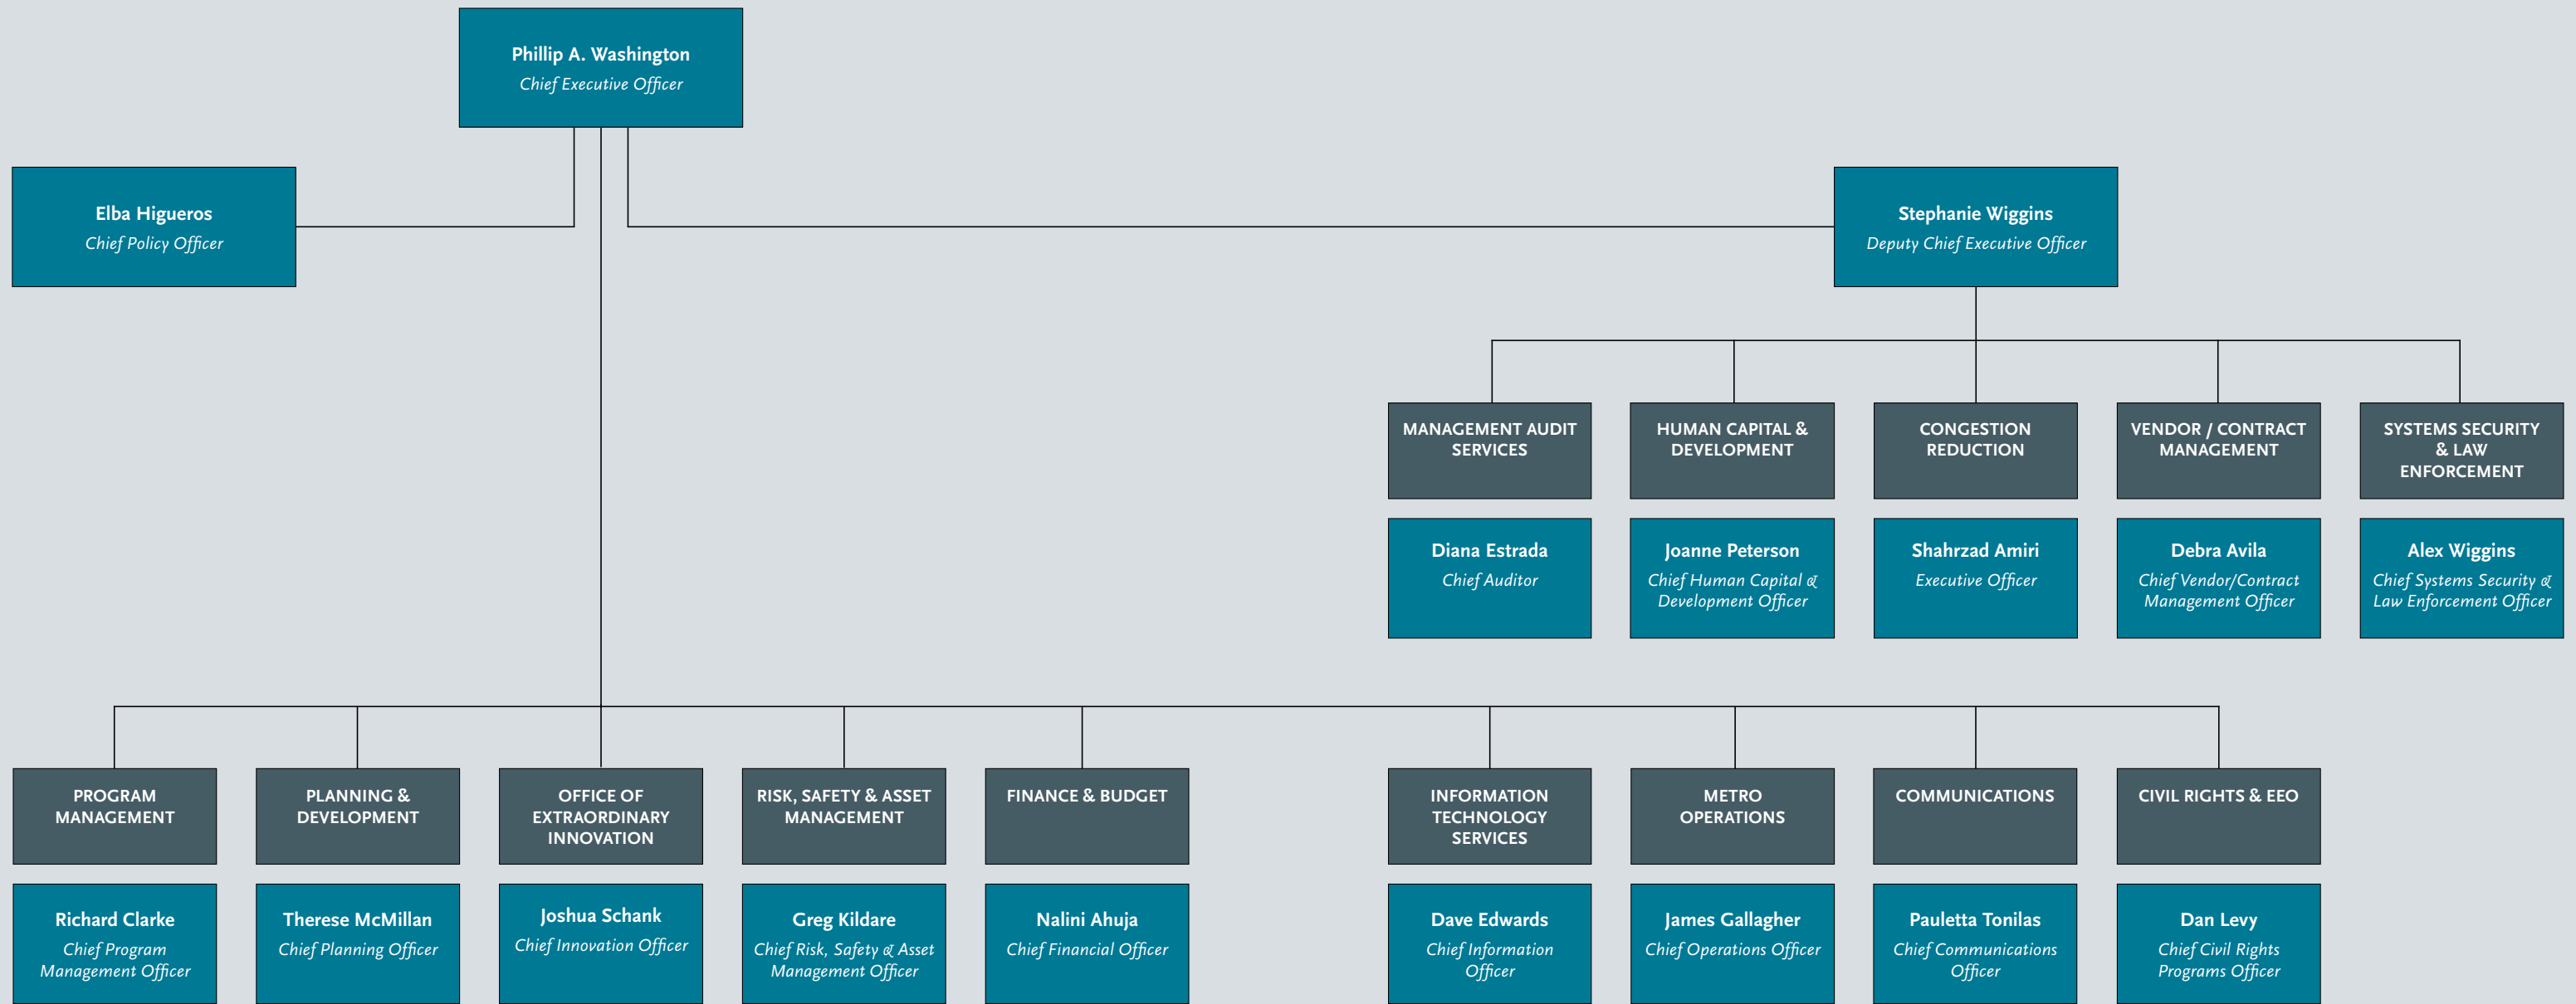 Phillip A. Washington
Chief Executive Officer
Elba Higueros
Chief Policy Officer
Stephanie Wiggins
Deputy Chief Executive Officer
MANAGEMENT AUDIT
SERVICES
HUMAN CAPITAL &
DEVELOPMENT
CONGESTION
REDUCTION
VENDOR / CONTRACT
MANAGEMENT
SYSTEMS SECURITY
& LAW
ENFORCEMENT
Diana Estrada
Chief Auditor
Joanne Peterson
Chief Human Capital &
Development Officer
Shahrzad Amiri
Executive Officer
Debra Avila
Chief Vendor/Contract
Management Officer
Alex Wiggins
Chief Systems Security &
Law Enforcement Officer
PROGRAM
MANAGEMENT
PLANNING &
DEVELOPMENT
OFFICE OF
EXTRAORDINARY
INNOVATION
RISK, SAFETY & ASSET
MANAGEMENT
FINANCE & BUDGET
INFORMATION
TECHNOLOGY
SERVICES
METRO
OPERATIONS
COMMUNICATIONS
CIVIL RIGHTS & EEO
Richard Clarke
Chief Program
Management Officer
Therese McMillan
Chief Planning Officer
Joshua Schank
Chief Innovation Officer
Greg Kildare
Chief Risk, Safety & Asset
Management Officer
Nalini Ahuja
Chief Financial Officer
Dave Edwards
Chief Information
Officer
James Gallagher
Chief Operations Officer
Pauletta Tonilas
Chief Communications
Officer
Dan Levy
Chief Civil Rights
Programs Officer